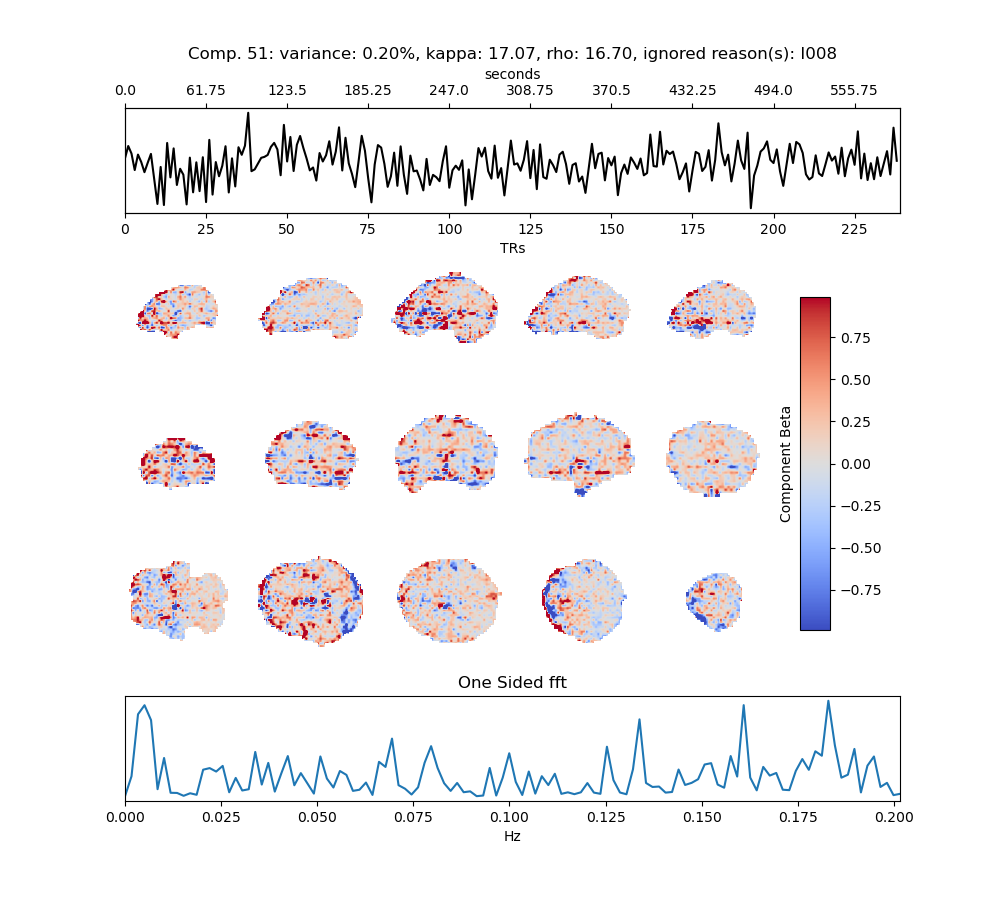 Comp. 51: variance: 0.20%, kappa: 17.07, rho: 16.70, ignored reason(s): I008
seconds
0.0 61.75 123.5 185.25 247.0 308.75 370.5 432.25 494.0 555.75
0 25 50 75 100 125 150 175 200 225
TRs
0.75
0.50
0.25
0.00
−0.25
−0.50
−0.75
Component Beta
One Sided fft
0.000 0.025 0.050 0.075 0.100 0.125 0.150 0.175 0.200
Hz